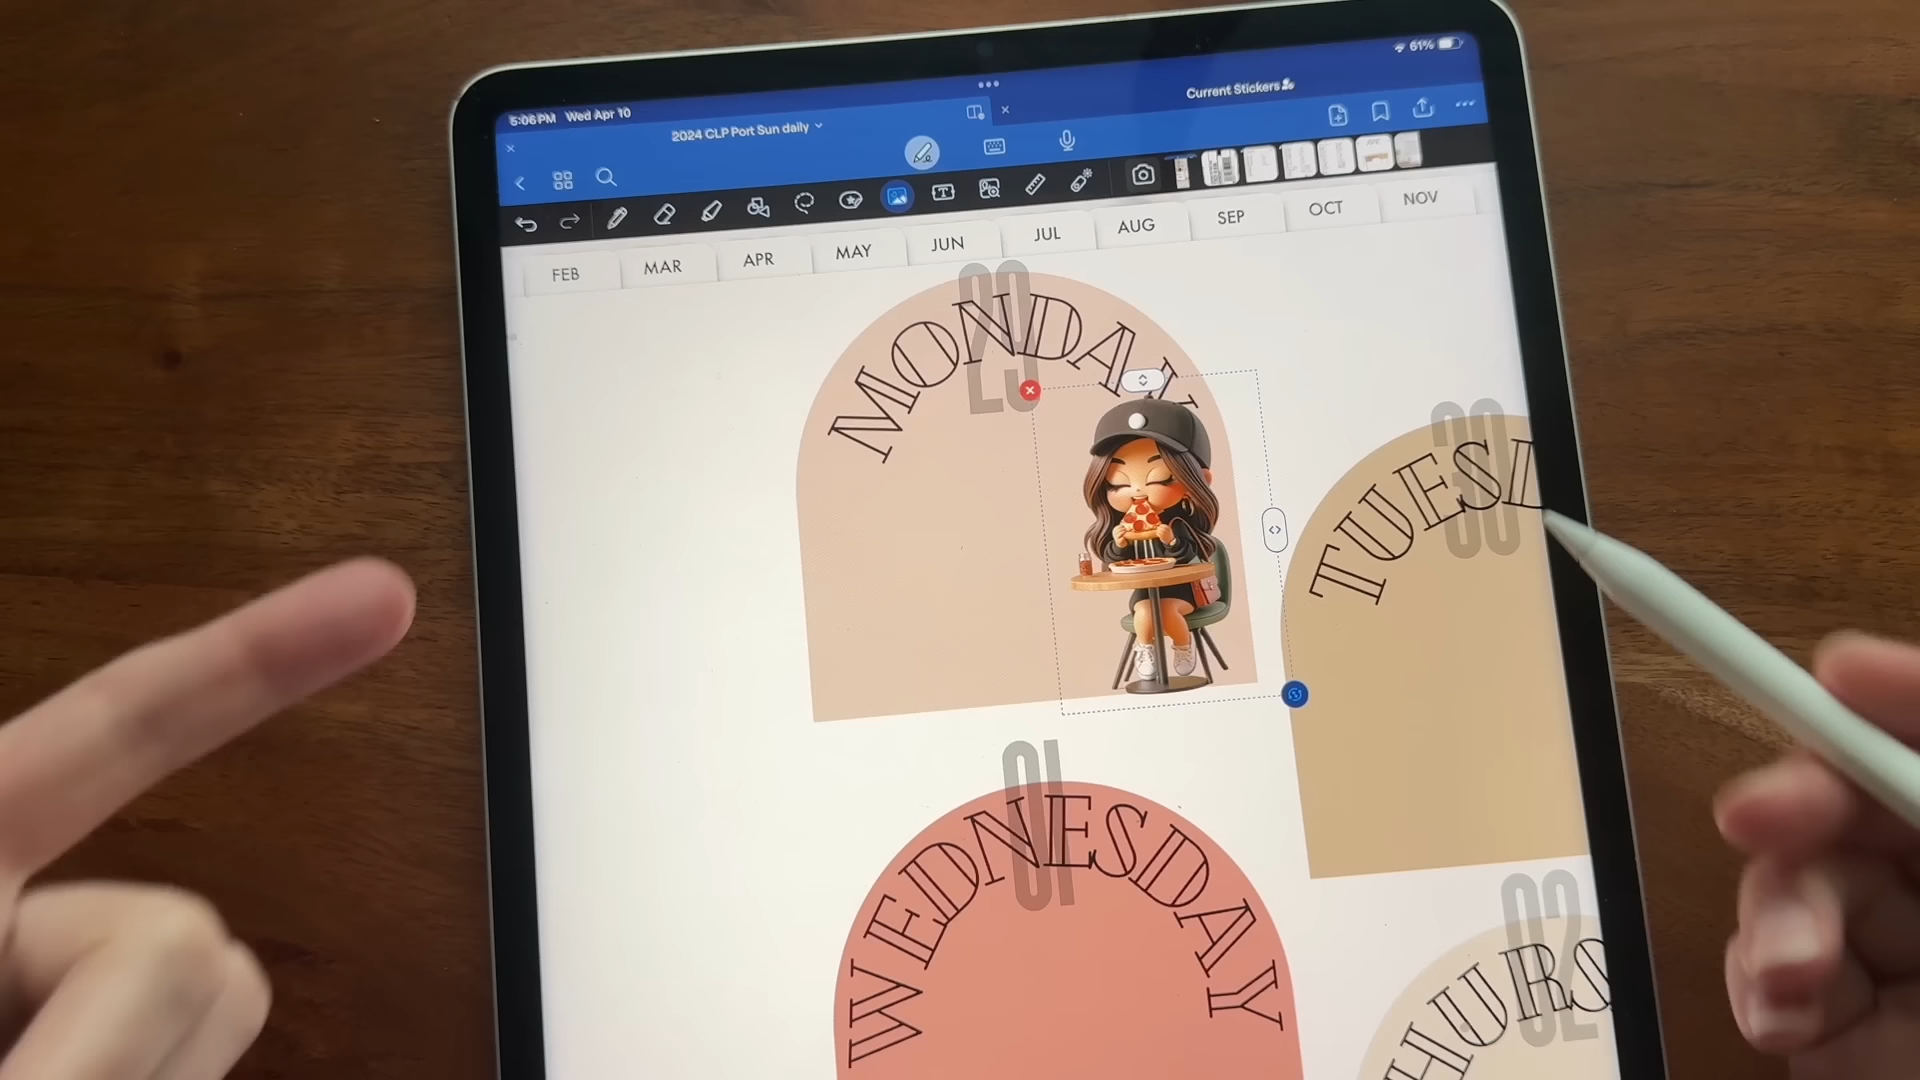 5:06 PM Wed Apr 10
61%
2024 CLP Port Sun daily
Current Stickers
FEB MAR APR MAY JUN JUL AUG SEP OCT NOV
29
MONDAY
30
TUESD
01
WEDNESDAY
02
HURS